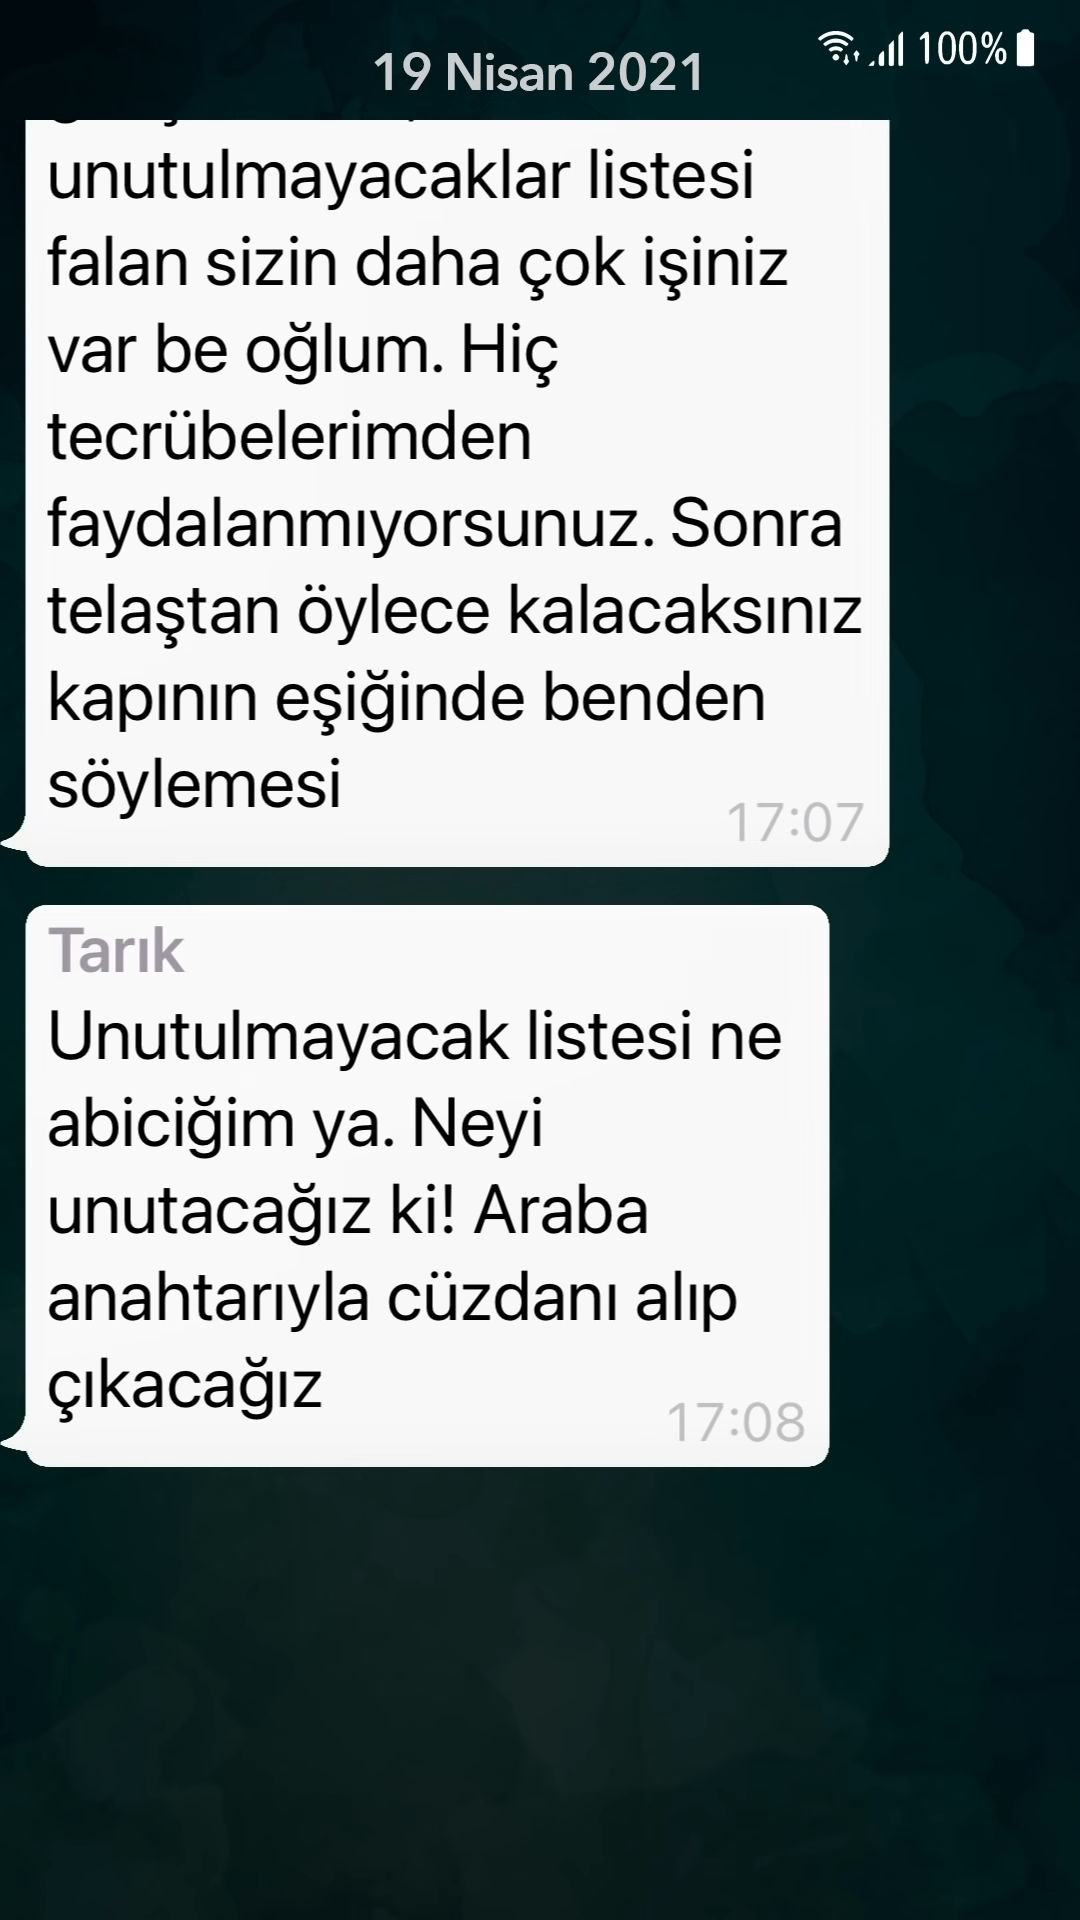 100%
19 Nisan 2021
unutulmayacaklar listesi
falan sizin daha çok işiniz
var be oğlum. Hiç
tecrübelerimden
faydalanmıyorsunuz. Sonra
telaştan öylece kalacaksınız
kapının eşiğinde benden
söylemesi
17:07
Tarık
Unutulmayacak listesi ne
abiciğim ya. Neyi
unutacağız ki! Araba
anahtarıyla cüzdanı alıp
çıkacağız
17:08